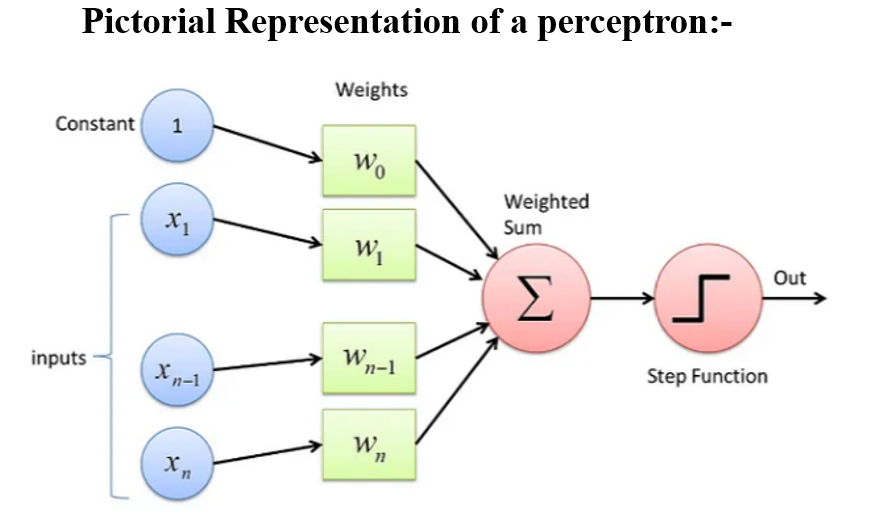 Pictorial Representation of a perceptron:-
Weights
Constant
1
w0
x1
w1
Weighted
Sum
Σ
Out
inputs
xn-1
wn-1
Step Function
xn
wn